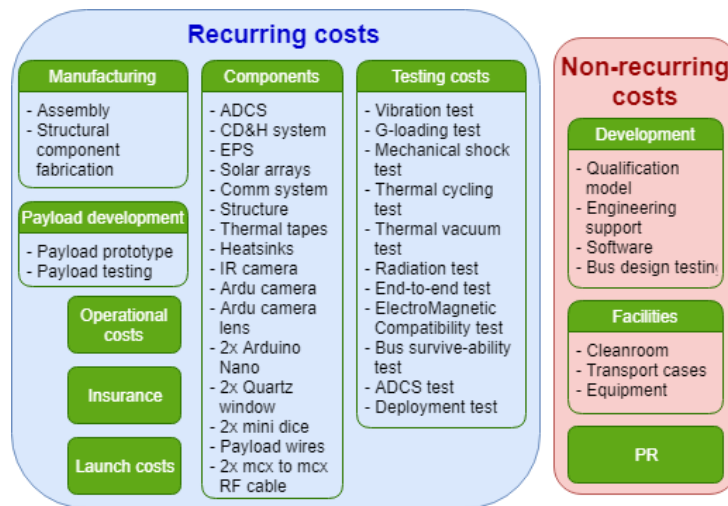 Recurring costs
Manufacturing
- Assembly
- Structural
component
fabrication
Payload development
- Payload prototype
- Payload testing
Operational
costs
Insurance
Launch costs
Components
- ADCS
- CD&H system
- EPS
- Solar arrays
- Comm system
- Structure
- Thermal tapes
- Heatsinks
- IR camera
- Ardu camera
- Ardu camera
lens
- 2x Arduino
Nano
- 2x Quartz
window
- 2x mini dice
- Payload wires
- 2x mcx to mcx
RF cable
Testing costs
- Vibration test
- G-loading test
- Mechanical shock
test
- Thermal cycling
test
- Thermal vacuum
test
- Radiation test
- End-to-end test
- ElectroMagnetic
Compatibility test
- Bus survive-ability
test
- ADCS test
- Deployment test
Non-recurring
costs
Development
- Qualification
model
- Engineering
support
- Software
- Bus design testing
Facilities
- Cleanroom
- Transport cases
- Equipment
PR